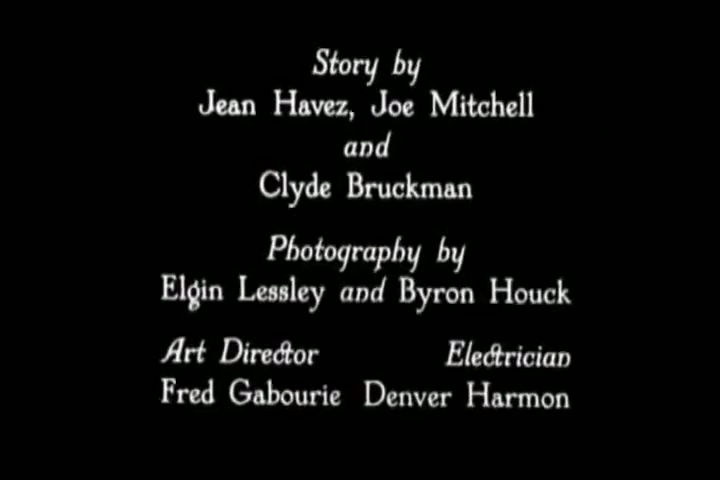 Story by
Jean Havez, Joe Mitchell
and
Clyde Bruckman
Photography by
Elgin Lessley and Byron Houck
Art Director Electrician
Fred Gabourie Denver Harmon